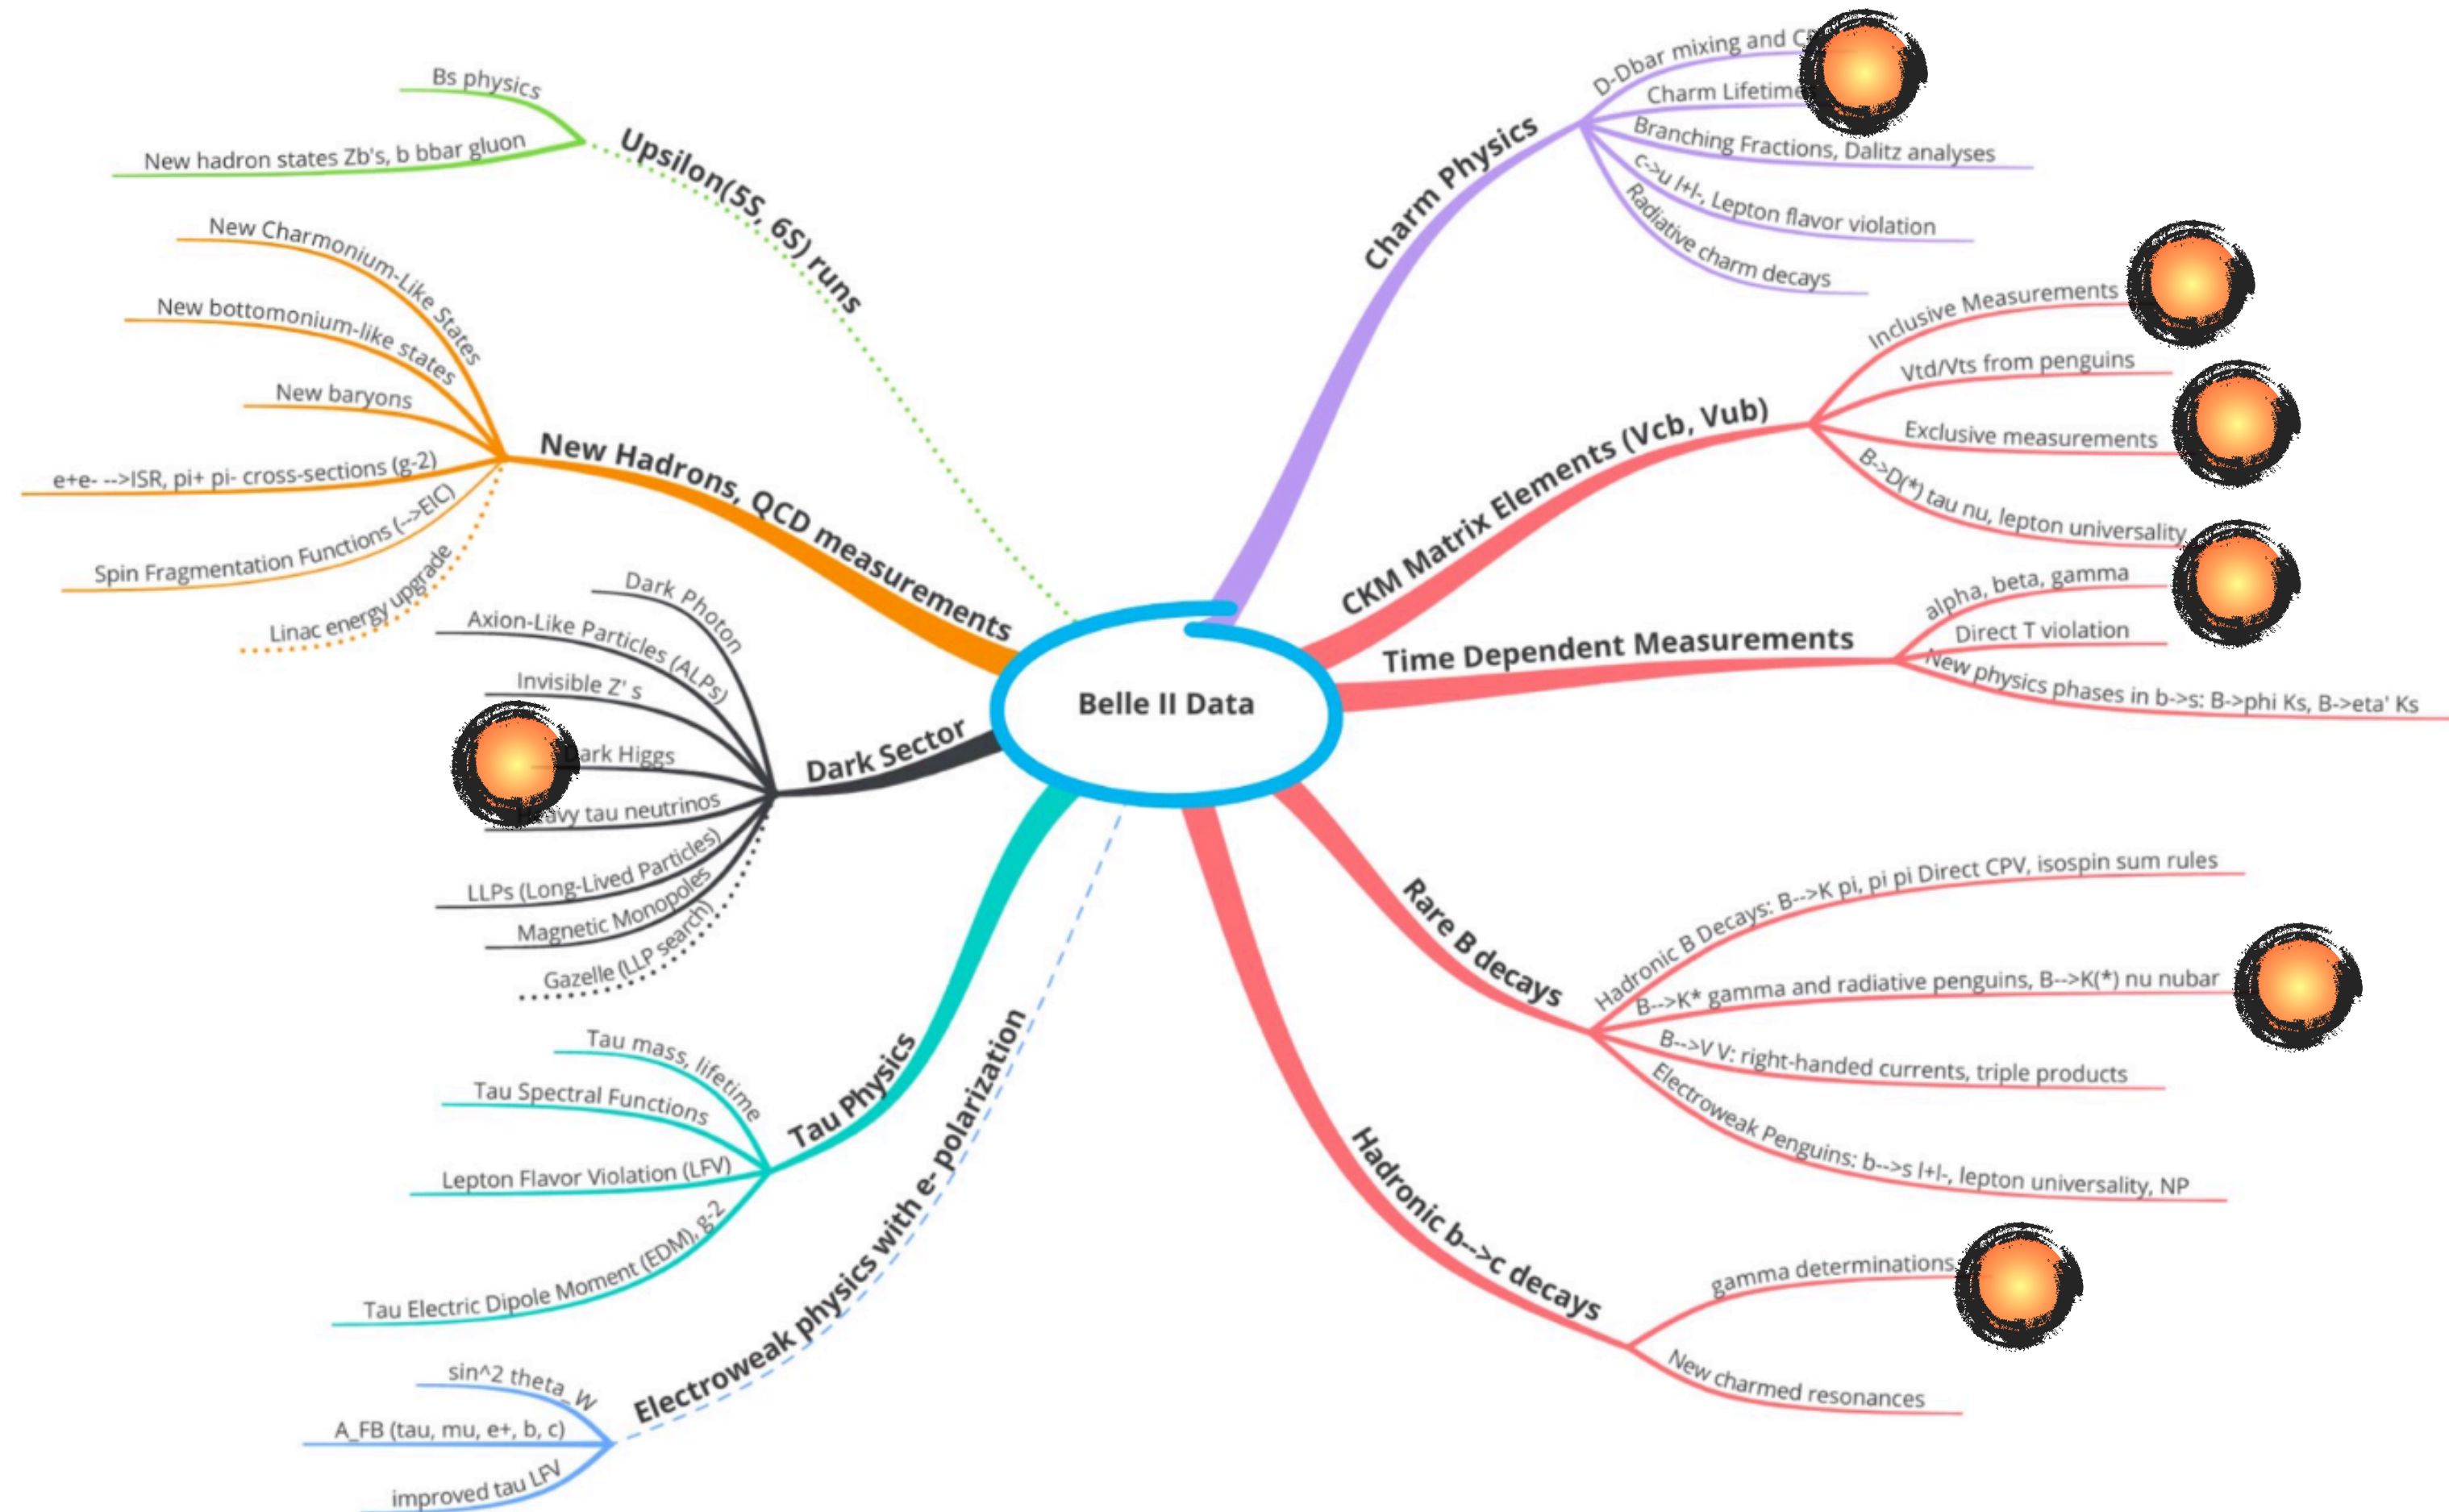 Belle II Data
Charm Physics
D-Dbar mixing and
Charm Lifetimes
Branching Fractions, Dalitz analyses
c->u l+l-, Lepton flavor violation
Radiative charm decays
CKM Matrix Elements (Vcb, Vub)
Inclusive Measurements
Vtd/Vts from penguins
Exclusive measurements
B->D(*) tau nu, lepton universality
Time Dependent Measurements
alpha, beta, gamma
Direct T violation
New physics phases in b->s: B->phi Ks, B->eta' Ks
Rare B decays
Hadronic B Decays: B-->K pi, pi pi Direct CPV, isospin sum rules
B-->K* gamma and radiative penguins, B-->K(*) nu nubar
B-->V V: right-handed currents, triple products
Electroweak Penguins: b-->s l+l-, lepton universality, NP
Hadronic b-->c decays
gamma determinations
New charmed resonances
Upsilon(5S, 6S) runs
Bs physics
New hadron states Zb's, b bbar gluon
New Hadrons, QCD measurements
New Charmonium-Like States
New bottomonium-like states
New baryons
e+e- -->ISR, pi+ pi- cross-sections (g-2)
Spin Fragmentation Functions (-->EIC)
Linac energy upgrade
Dark Sector
Dark Photon
Axion-Like Particles (ALPs)
Invisible Z' s
Dark Higgs
Heavy tau neutrinos
LLPs (Long-Lived Particles)
Magnetic Monopoles
Gazelle (LLP search)
Tau Physics
Tau mass, lifetime
Tau Spectral Functions
Lepton Flavor Violation (LFV)
Tau Electric Dipole Moment (EDM), g-2
Electroweak physics with e- polarization
sin^2 theta_W
A_FB (tau, mu, e+, b, c)
improved tau LFV